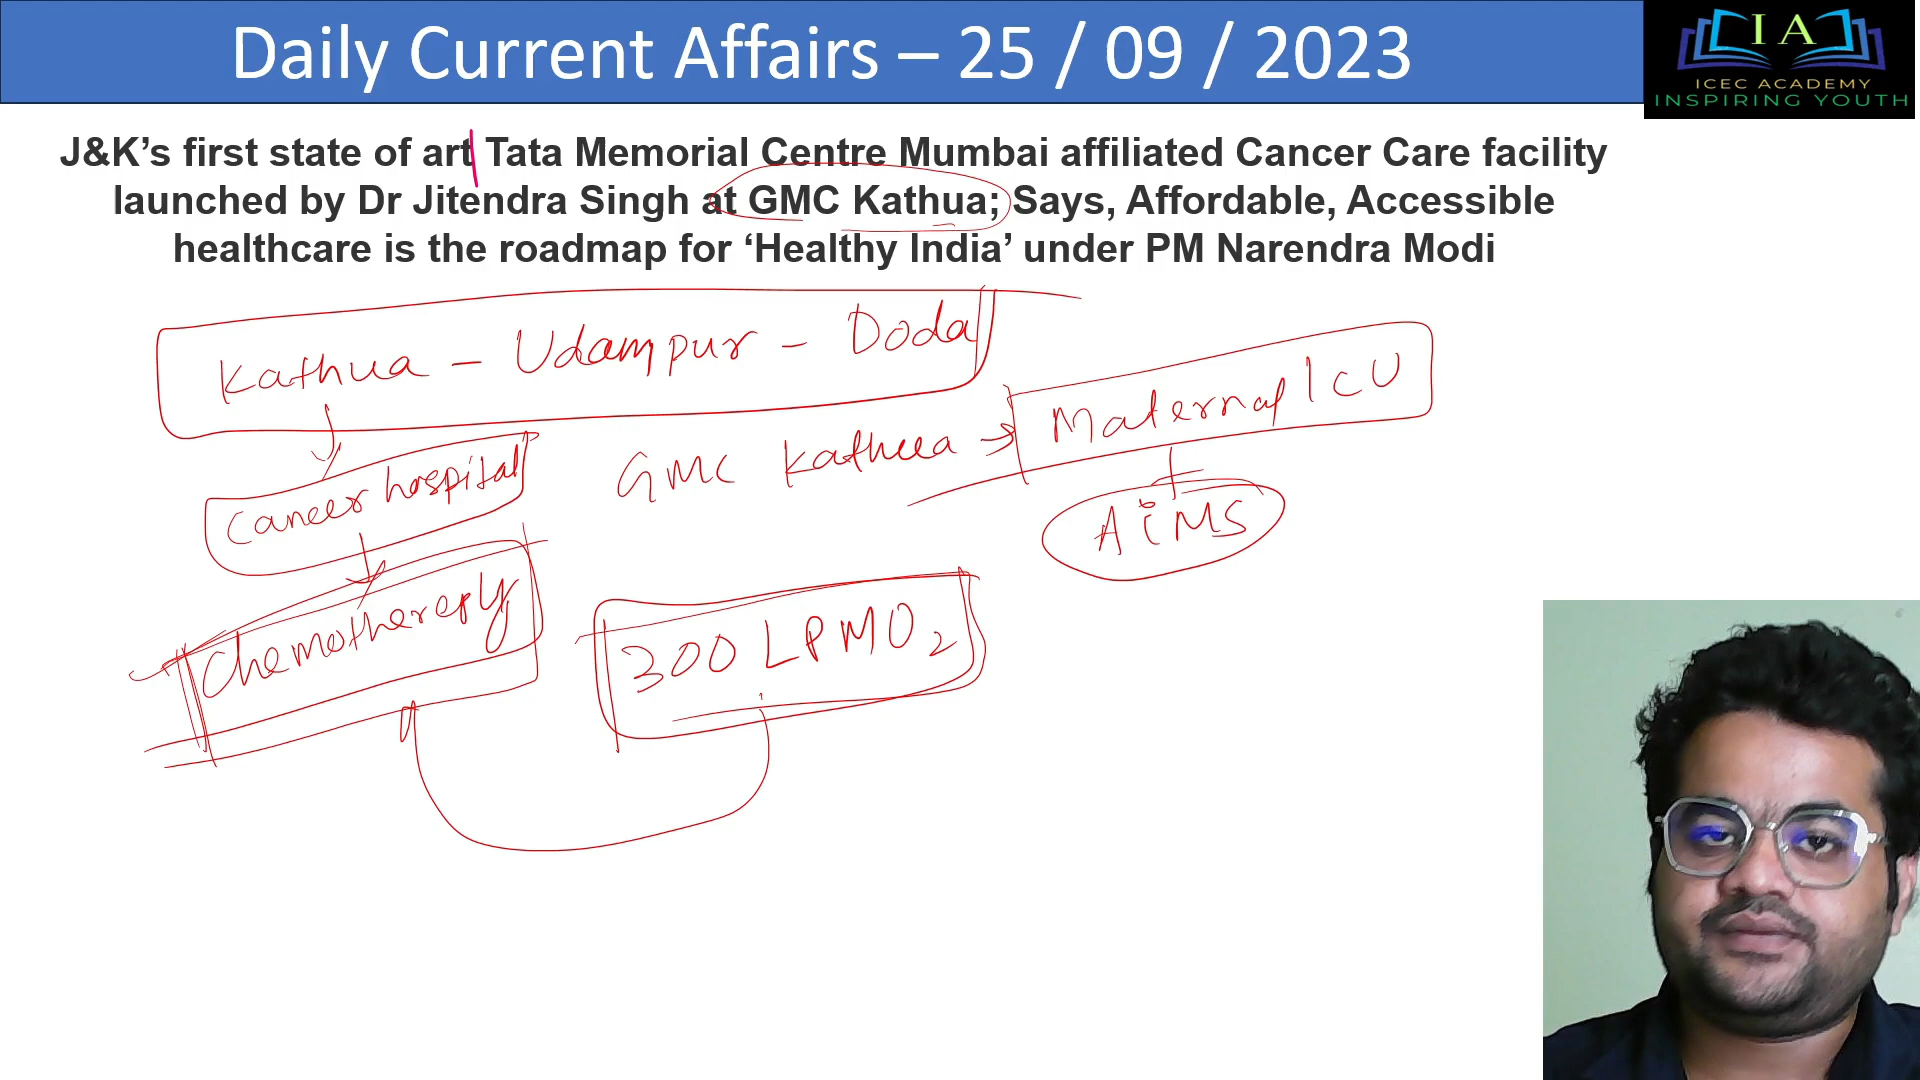 Daily Current Affairs – 25 / 09 / 2023
I A
ICEC ACADEMY
INSPIRING YOUTH
J&K’s first state of art Tata Memorial Centre Mumbai affiliated Cancer Care facility
launched by Dr Jitendra Singh at GMC Kathua; Says, Affordable, Accessible
healthcare is the roadmap for ‘Healthy India’ under PM Narendra Modi
Kathua – Udampur – Doda
GMC Kathua → Maternal ICU
Cancer hospital
AiMS
Chemotherepy
300 LPM O2